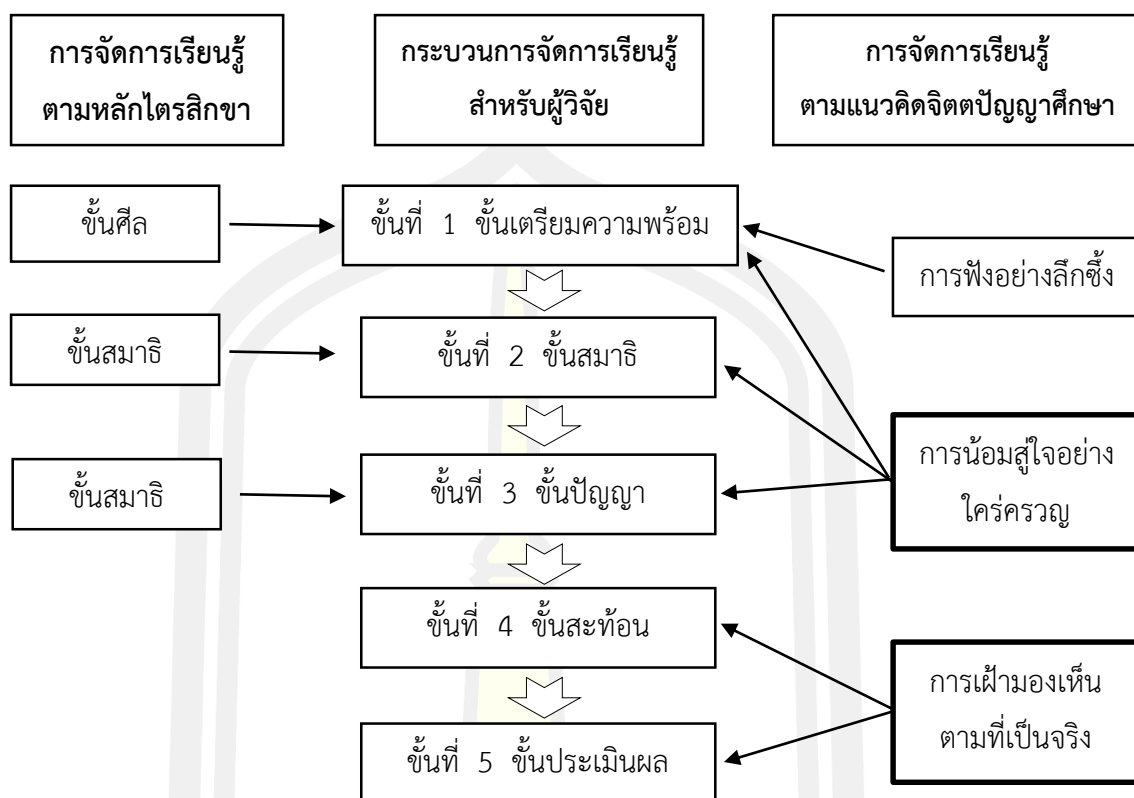 การจัดการเรียนรู้
ตามหลักไตรสิกขา
กระบวนการจัดการเรียนรู้
สำหรับผู้วิจัย
การจัดการเรียนรู้
ตามแนวคิดจิตตปัญญาศึกษา
ขั้นศีล
ขั้นที่ 1 ขั้นเตรียมความพร้อม
การฟังอย่างลึกซึ้ง
ขั้นสมาธิ
ขั้นที่ 2 ขั้นสมาธิ
การน้อมสู่ใจอย่าง
ใคร่ครวญ
ขั้นสมาธิ
ขั้นที่ 3 ขั้นปัญญา
ขั้นที่ 4 ขั้นสะท้อน
การเฝ้ามองเห็น
ตามที่เป็นจริง
ขั้นที่ 5 ขั้นประเมินผล